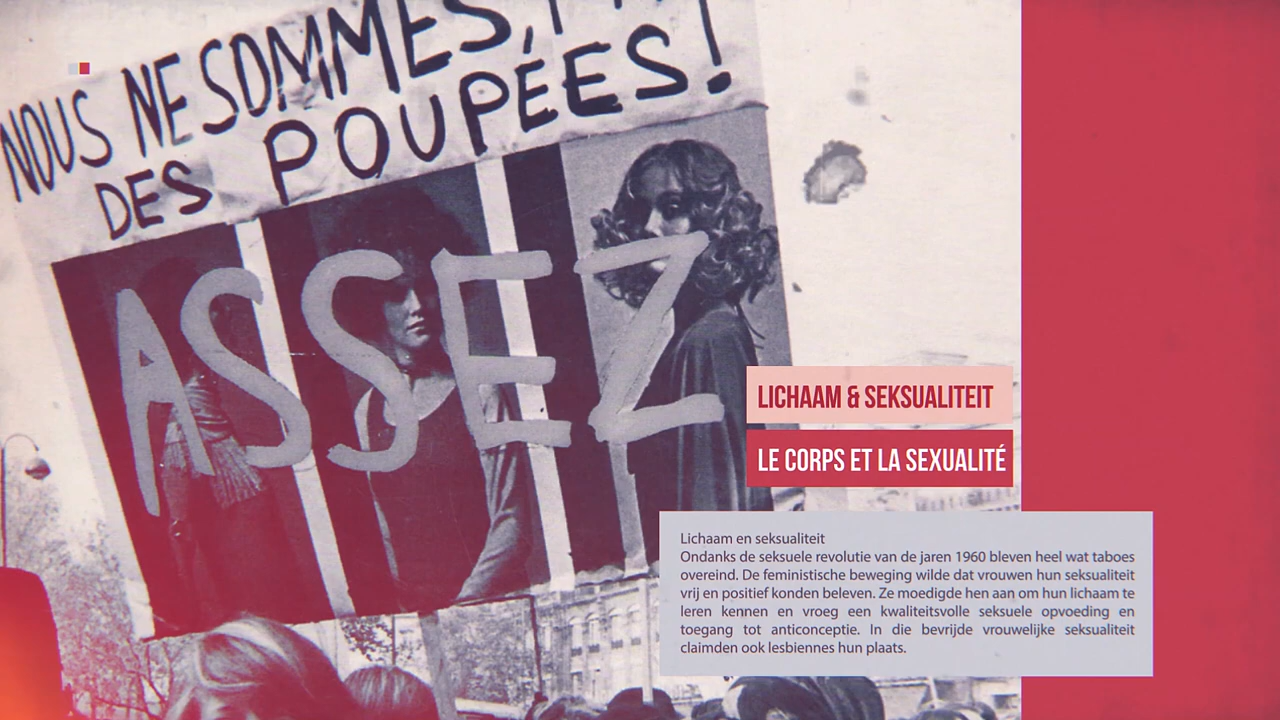 NOUS NE SOMMES
DES POUPÉES!
ASSEZ
LICHAAM & SEKSUALITEIT
LE CORPS ET LA SEXUALITÉ
Lichaam en seksualiteit
Ondanks de seksuele revolutie van de jaren 1960 bleven heel wat taboes
overeind. De feministische beweging wilde dat vrouwen hun seksualiteit
vrij en positief konden beleven. Ze moedigde hen aan om hun lichaam te
leren kennen en vroeg een kwaliteitsvolle seksuele opvoeding en
toegang tot anticonceptie. In die bevrijde vrouwelijke seksualiteit
claimden ook lesbiennes hun plaats.